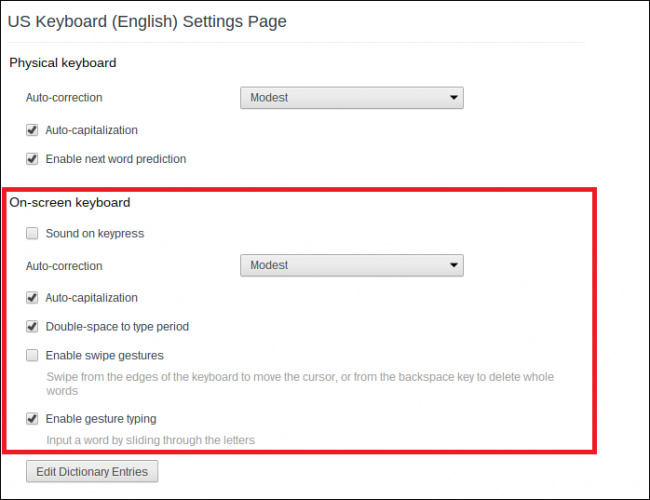 US Keyboard (English) Settings Page
Physical keyboard
Auto-correction Modest
Auto-capitalization
Enable next word prediction
On-screen keyboard
Sound on keypress
Auto-correction Modest
Auto-capitalization
Double-space to type period
Enable swipe gestures
Swipe from the edges of the keyboard to move the cursor, or from the backspace key to delete whole
words
Enable gesture typing
Input a word by sliding through the letters
Edit Dictionary Entries